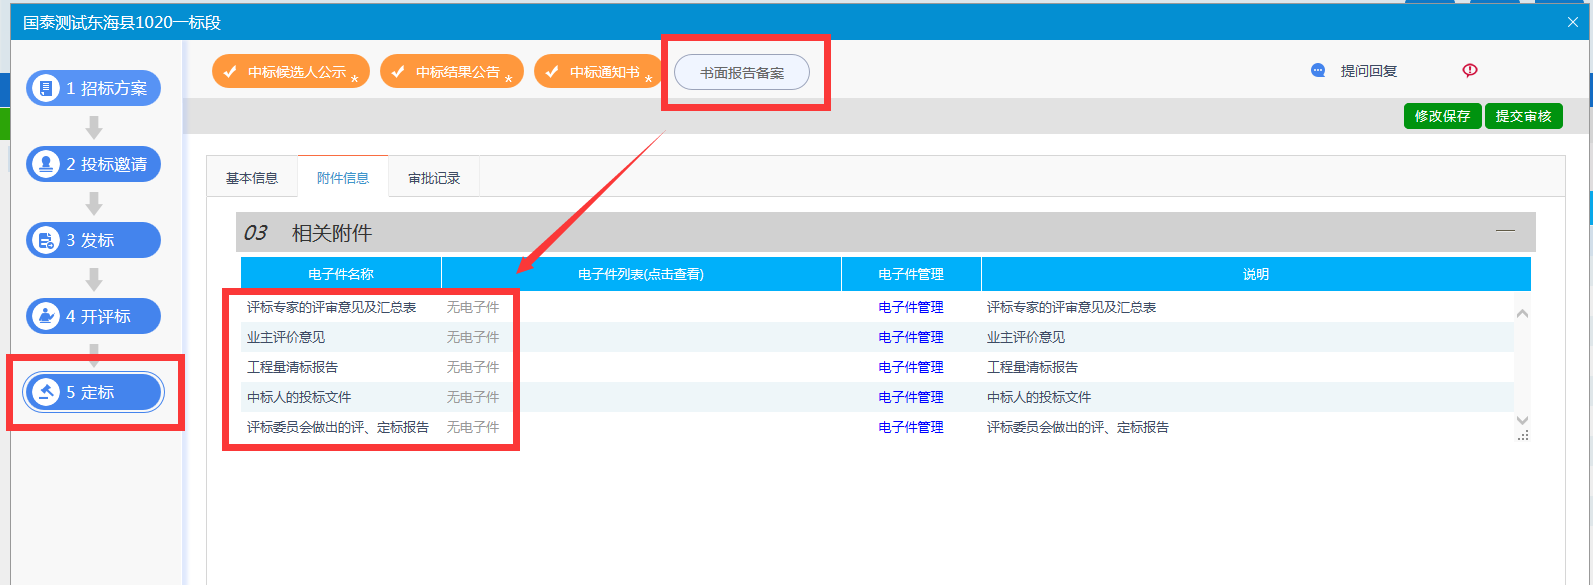 国泰测试东海县1020一标段
中标候选人公示 *
中标结果公告 *
中标通知书 *
书面报告备案
提问回复
修改保存
提交审核
1 招标方案
2 投标邀请
3 发标
4 开评标
5 定标
基本信息
附件信息
审批记录
03 相关附件
电子件名称 电子件列表(点击查看) 电子件管理 说明
评标专家的评审意见及汇总表 无电子件 电子件管理 评标专家的评审意见及汇总表
业主评价意见 无电子件 电子件管理 业主评价意见
工程量清标报告 无电子件 电子件管理 工程量清标报告
中标人的投标文件 无电子件 电子件管理 中标人的投标文件
评标委员会做出的评、定标报告 无电子件 电子件管理 评标委员会做出的评、定标报告